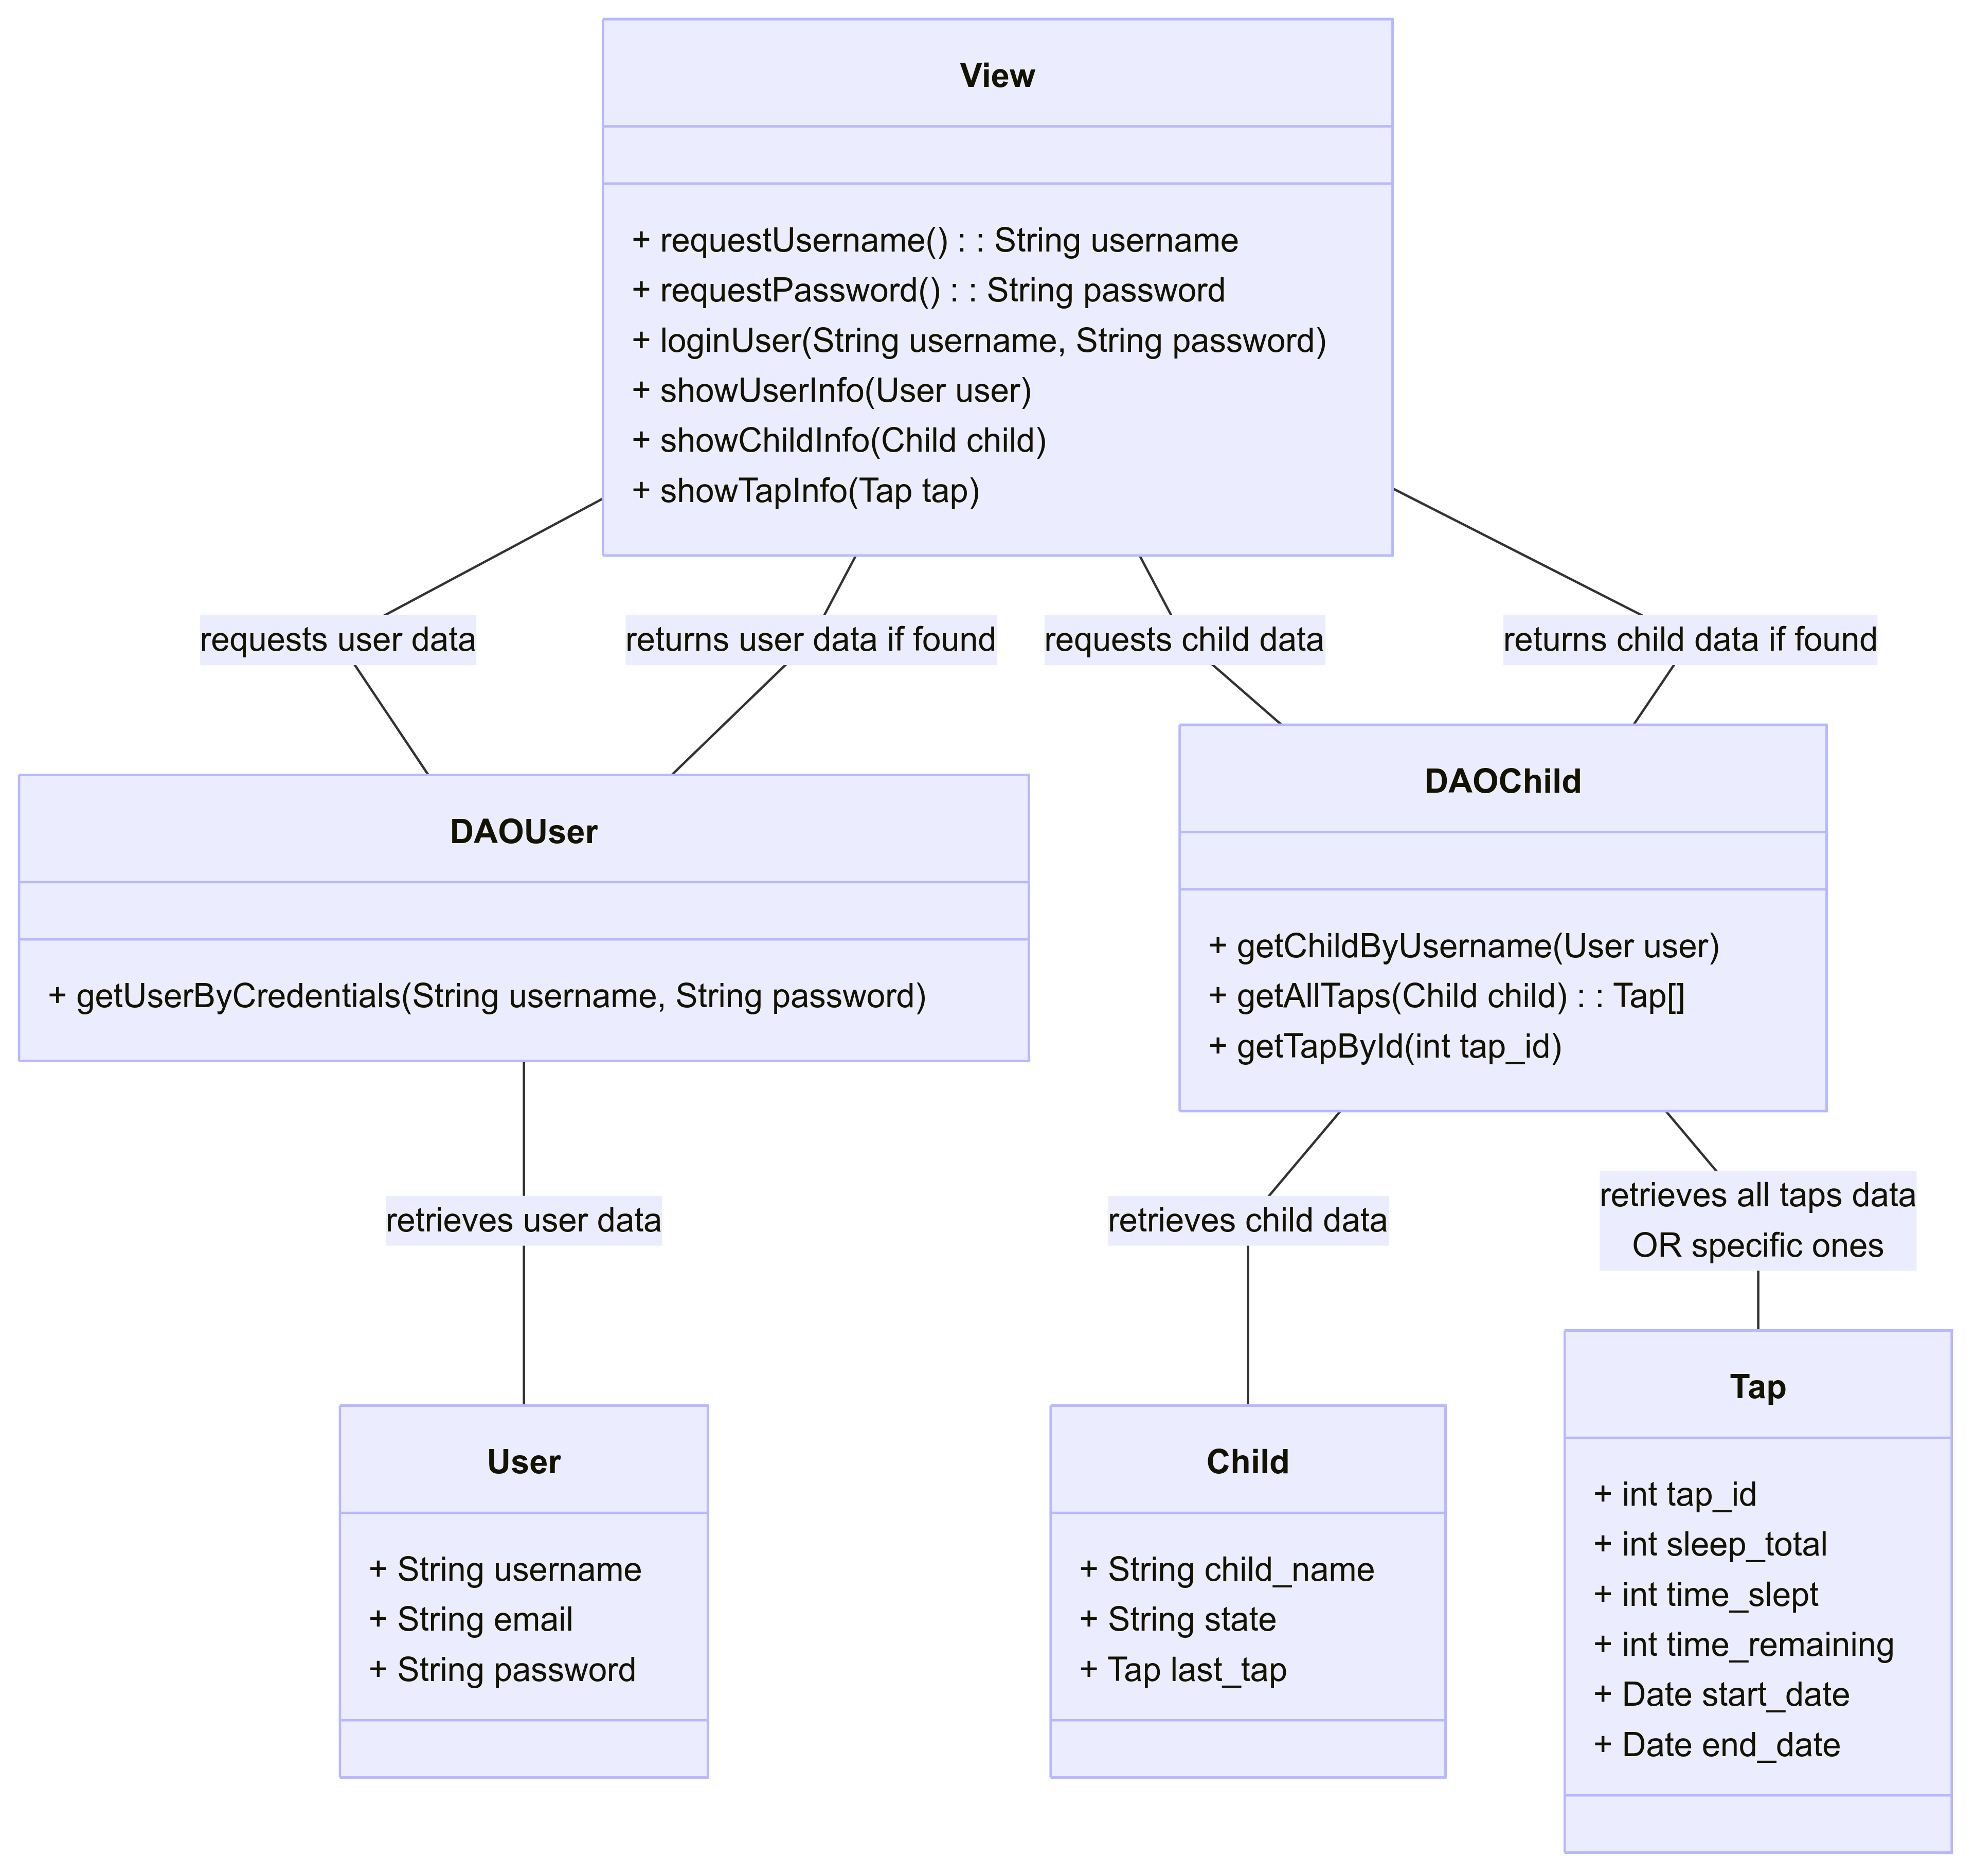 View
+ requestUsername() : : String username
+ requestPassword() : : String password
+ loginUser(String username, String password)
+ showUserInfo(User user)
+ showChildInfo(Child child)
+ showTapInfo(Tap tap)
requests user data
returns user data if found
requests child data
returns child data if found
DAOUser
+ getUserByCredentials(String username, String password)
DAOChild
+ getChildByUsername(User user)
+ getAllTaps(Child child) : : Tap[]
+ getTapById(int tap_id)
retrieves user data
retrieves child data
retrieves all taps data
OR specific ones
User
+ String username
+ String email
+ String password
Child
+ String child_name
+ String state
+ Tap last_tap
Tap
+ int tap_id
+ int sleep_total
+ int time_slept
+ int time_remaining
+ Date start_date
+ Date end_date